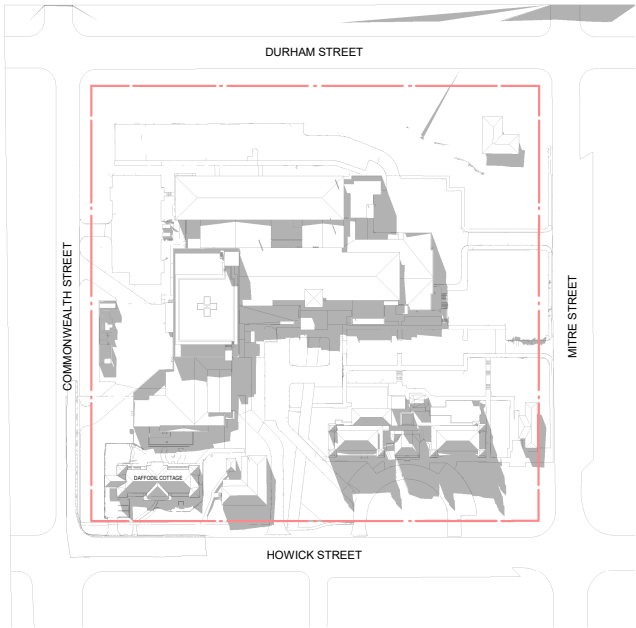 DURHAM STREET
COMMONWEALTH STREET
MITRE STREET
DAFFODIL COTTAGE
HOWICK STREET